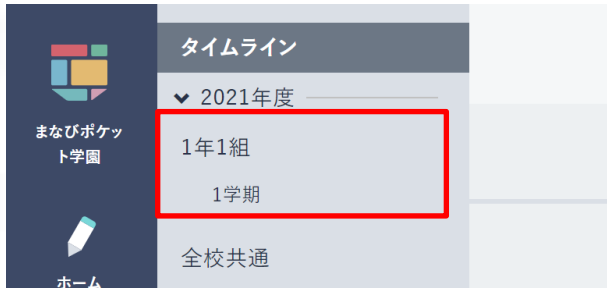 まなびポケッ
ト学園
ホーム
タイムライン
2021年度
1年1組
1学期
全校共通